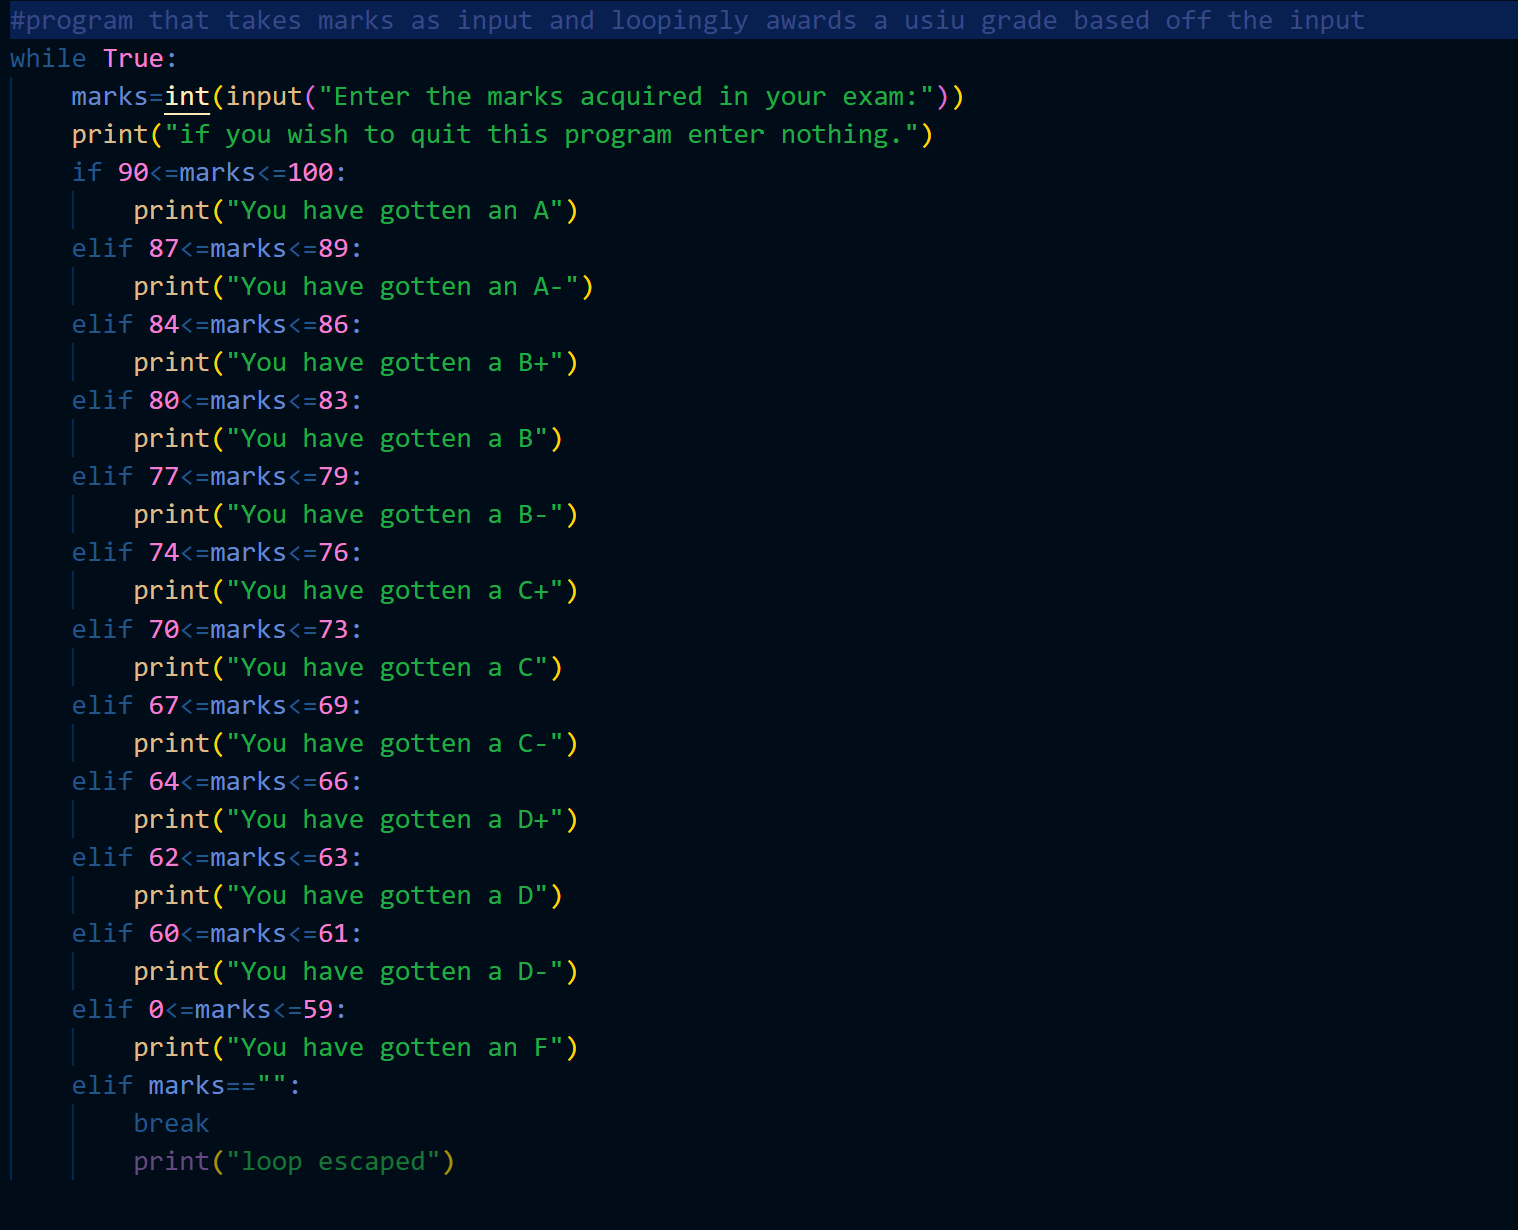 #program that takes marks as input and loopingly awards a usiu grade based off the input
while True:
    marks=int(input("Enter the marks acquired in your exam:"))
    print("if you wish to quit this program enter nothing.")
    if 90<=marks<=100:
        print("You have gotten an A")
    elif 87<=marks<=89:
        print("You have gotten an A-")
    elif 84<=marks<=86:
        print("You have gotten a B+")
    elif 80<=marks<=83:
        print("You have gotten a B")
    elif 77<=marks<=79:
        print("You have gotten a B-")
    elif 74<=marks<=76:
        print("You have gotten a C+")
    elif 70<=marks<=73:
        print("You have gotten a C")
    elif 67<=marks<=69:
        print("You have gotten a C-")
    elif 64<=marks<=66:
        print("You have gotten a D+")
    elif 62<=marks<=63:
        print("You have gotten a D")
    elif 60<=marks<=61:
        print("You have gotten a D-")
    elif 0<=marks<=59:
        print("You have gotten an F")
    elif marks=="":
        break
        print("loop escaped")